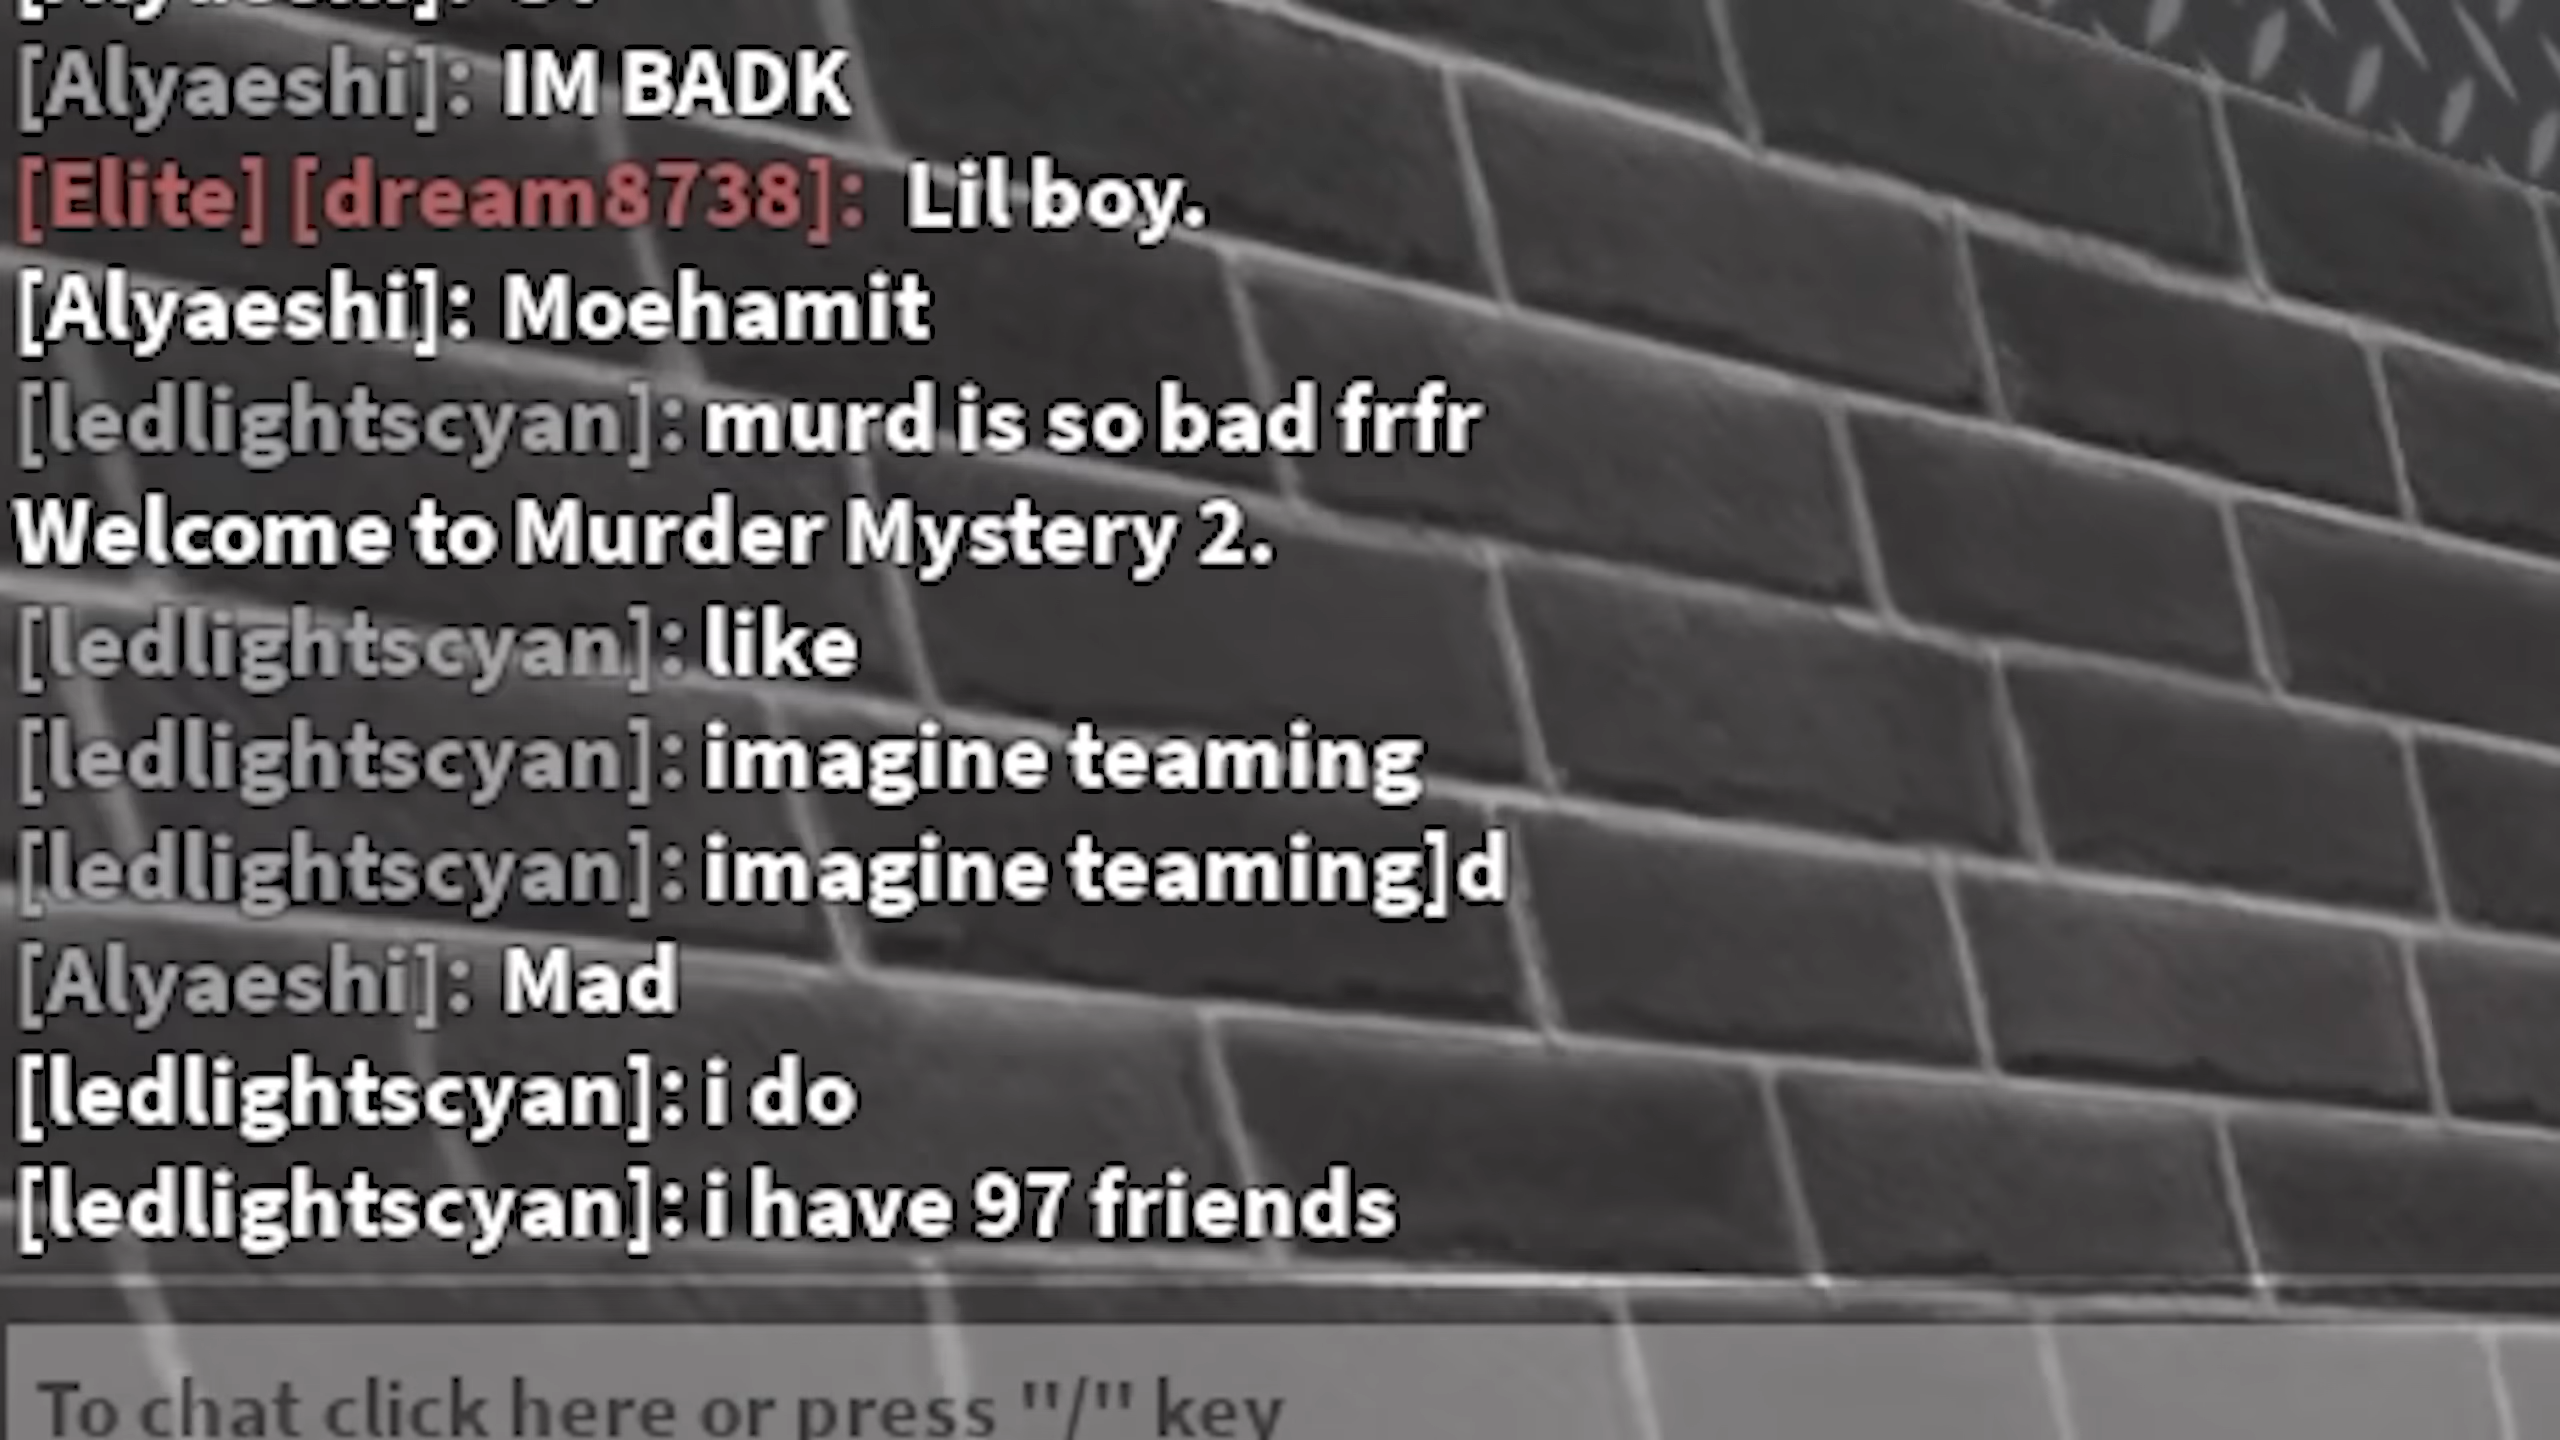 [Alyaeshi]: IM BADK
[Elite] [dream8738]: Lil boy.
[Alyaeshi]: Moehamit
[ledlightscyan]: murd is so bad frfr
Welcome to Murder Mystery 2.
[ledlightscyan]: like
[ledlightscyan]: imagine teaming
[ledlightscyan]: imagine teaming]d
[Alyaeshi]: Mad
[ledlightscyan]: i do
[ledlightscyan]: i have 97 friends
To chat click here or press "/" key